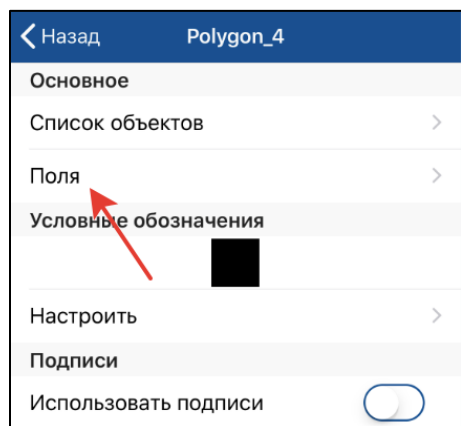 Назад Polygon_4
Основное
Список объектов
Поля
Условные обозначения
Настроить
Подписи
Использовать подписи